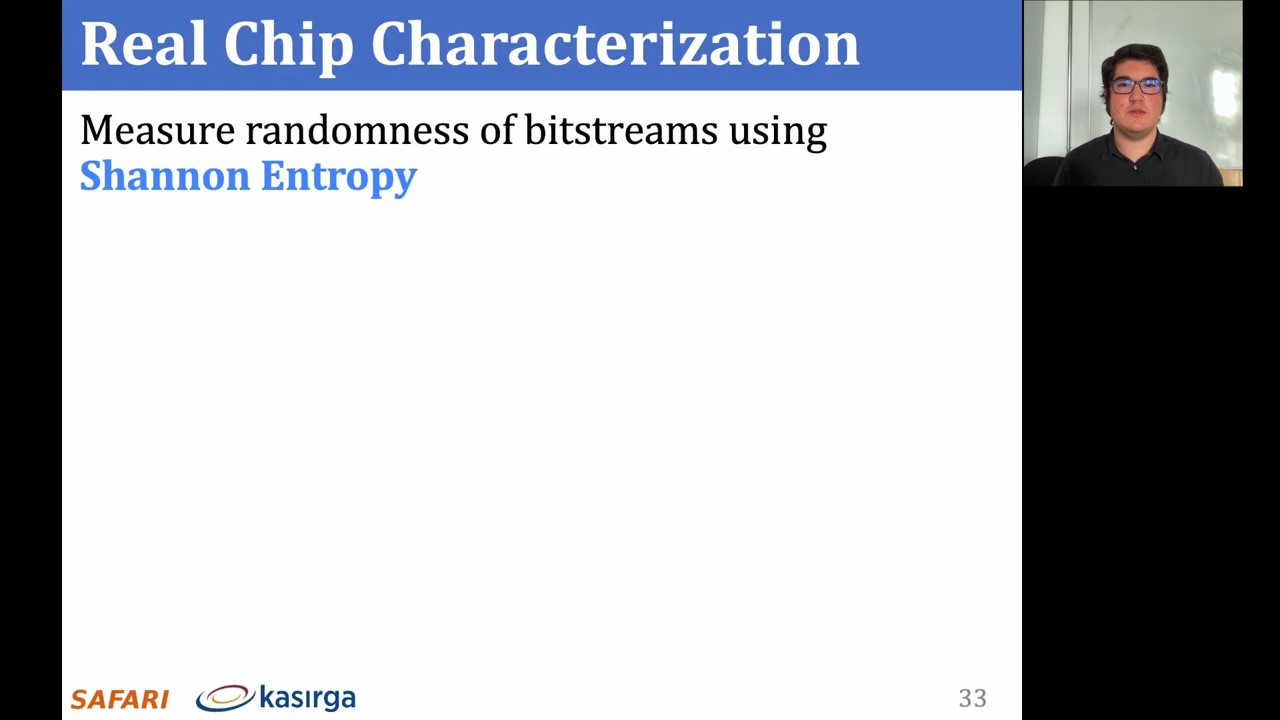 Real Chip Characterization
Measure randomness of bitstreams using
Shannon Entropy
SAFARI
kasırga
33